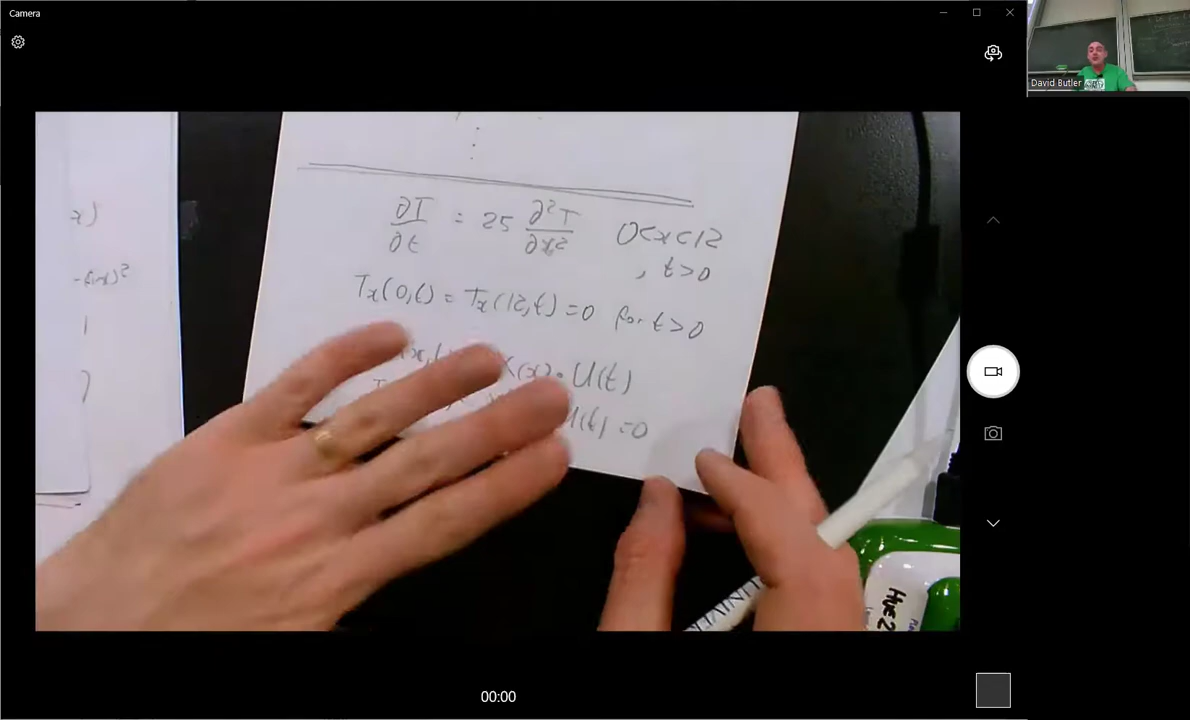 Camera
David Butler
x)
∂T/∂t = 25 ∂²T/∂x² 0<x<12
, t>0
Tx(0,t) = Tx(12,t) = 0 for t>0
X(x)• U(t)
U(t) = 0
HUE
00:00